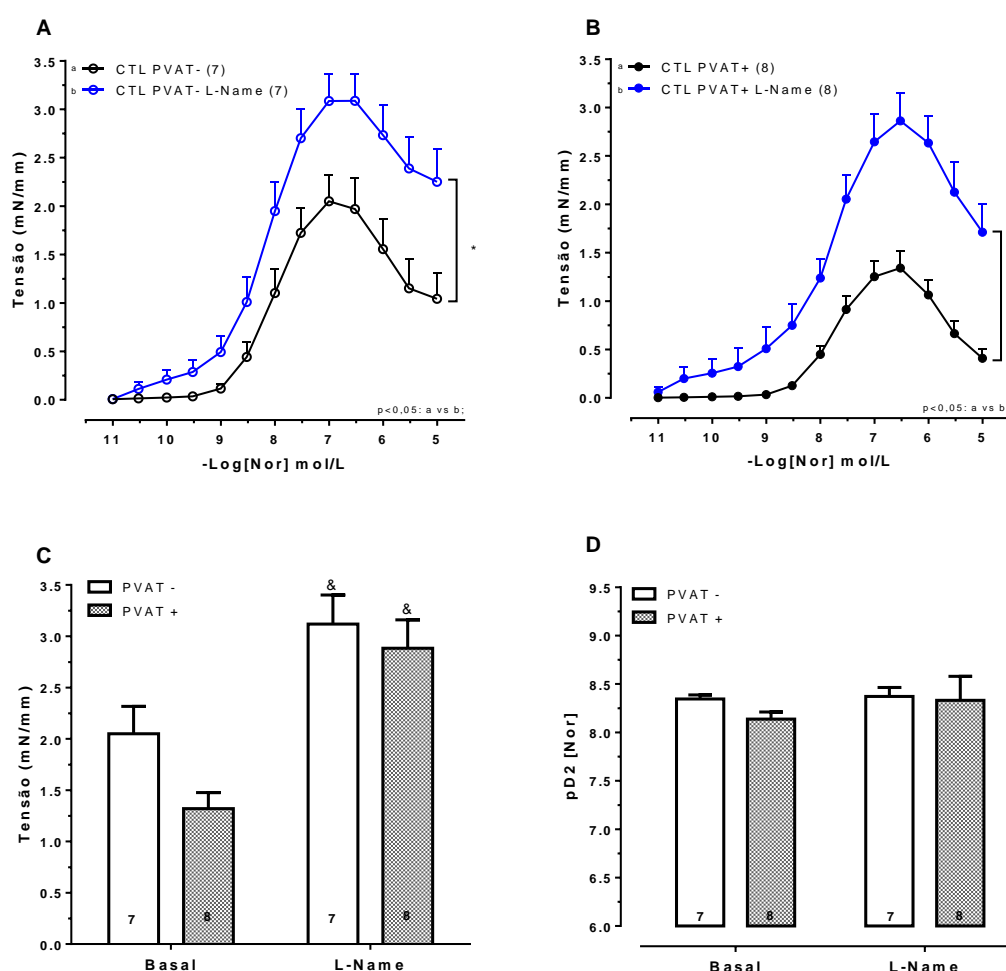 A
a CTL PVAT- (7)
b CTL PVAT- L-Name (7)
3.5
3.0
2.5
2.0
1.5
1.0
0.5
0.0
Tensão (mN/mm)
*
p<0,05: a vs b;
11 10 9 8 7 6 5
-Log[Nor] mol/L
B
a CTL PVAT+ (8)
b CTL PVAT+ L-Name (8)
3.5
3.0
2.5
2.0
1.5
1.0
0.5
0.0
Tensão (mN/mm)
p<0,05: a vs b
11 10 9 8 7 6 5
-Log[Nor] mol/L
C
PVAT -
PVAT +
3.5
3.0
2.5
2.0
1.5
1.0
0.5
0.0
Tensão (mN/mm)
& &
7 8 7 8
Basal L-Name
D
PVAT -
PVAT +
9.5
9.0
8.5
8.0
7.5
7.0
6.5
6.0
pD2 [Nor]
7 8 7 8
Basal L-Name